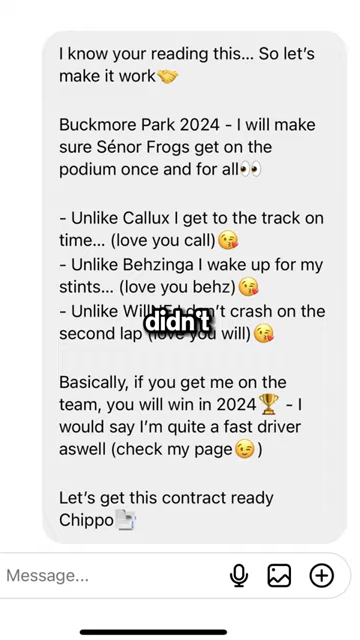 I know your reading this... So let's
make it work🤝
Buckmore Park 2024 - I will make
sure Sénor Frogs get on the
podium once and for all👀
- Unlike Callux I get to the track on
time... (love you call)😘
- Unlike Behzinga I wake up for my
stints... (love you behz)😘
- Unlike Will I don't crash on the
didn't
second lap (love you will)😘
Basically, if you get me on the
team, you will win in 2024🏆 - I
would say I'm quite a fast driver
aswell (check my page😉)
Let's get this contract ready
Chippo📑
Message...